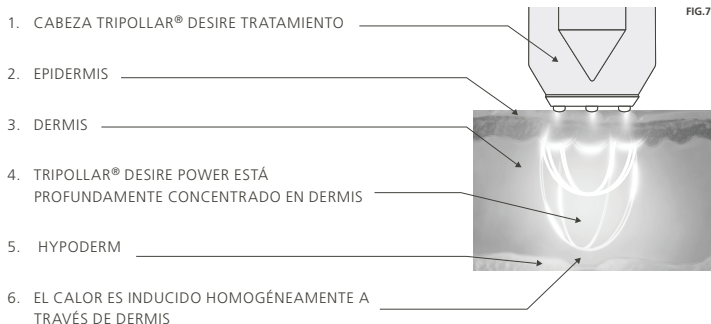 FIG.7
1. CABEZA TRIPOLLAR® DESIRE TRATAMIENTO
2. EPIDERMIS
3. DERMIS
4. TRIPOLLAR® DESIRE POWER ESTÁ
PROFUNDAMENTE CONCENTRADO EN DERMIS
5. HYPODERM
6. EL CALOR ES INDUCIDO HOMOGÉNEAMENTE A
TRAVÉS DE DERMIS